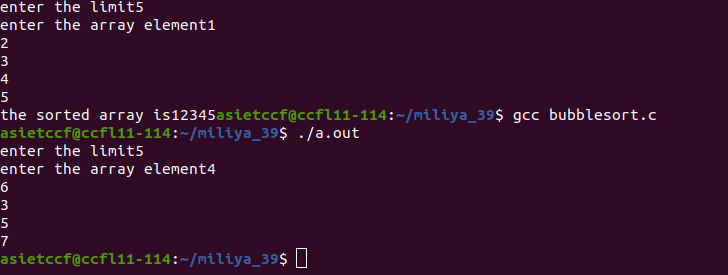 enter the limit5
enter the array element1
2
3
4
5
the sorted array is12345asietccf@ccfl11-114:~/miliya_39$ gcc bubblesort.c
asietccf@ccfl11-114:~/miliya_39$ ./a.out
enter the limit5
enter the array element4
6
3
5
7
asietccf@ccfl11-114:~/miliya_39$